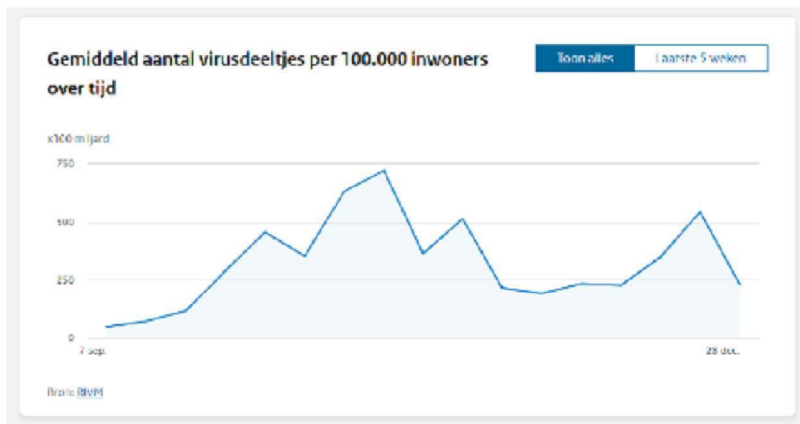 Gemiddeld aantal virusdeeltjes per 100.000 inwoners
over tijd
Toon alles
Laatste 5 weken
x100 miljard
750
500
250
0
7 sep.
28 dec.
Bron: RIVM